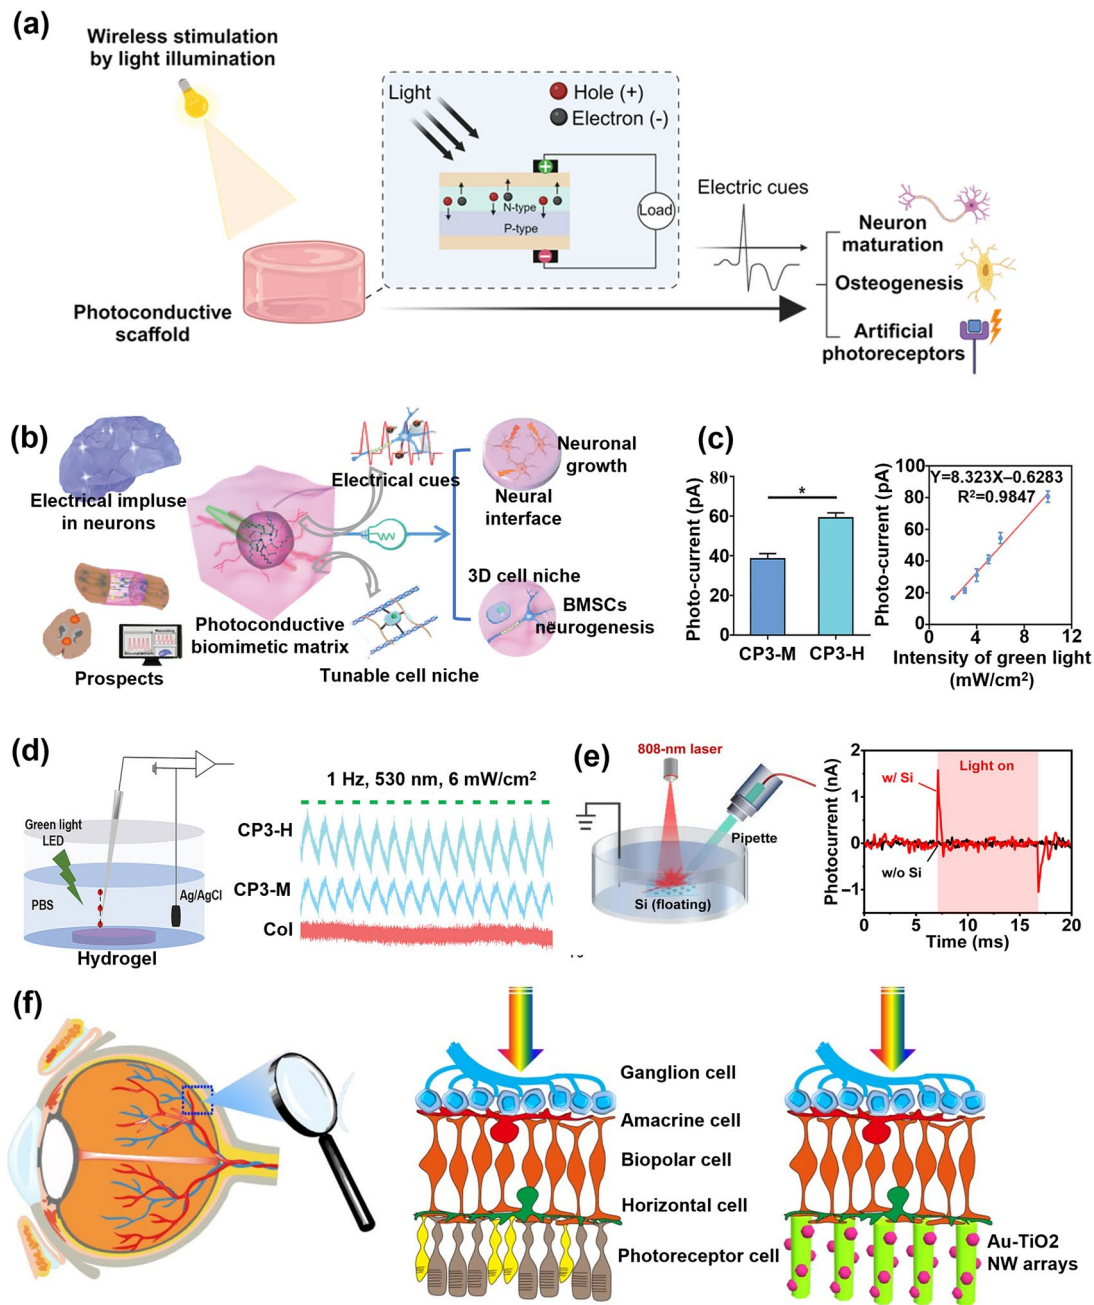 (a)
Wireless stimulation
by light illumination
Light
Hole (+)
Electron (-)
N-type
P-type
Load
Electric cues
Neuron
maturation
Osteogenesis
Artificial
photoreceptors
Photoconductive
scaffold
(b)
Electrical impluse
in neurons
Prospects
Photoconductive
biomimetic matrix
Electrical cues
Tunable cell niche
Neuronal
growth
Neural
interface
3D cell niche
BMSCs
neurogenesis
(c)
Photo-current (pA)
80
60
40
20
0
*
CP3-M
CP3-H
Photo-current (pA)
100
80
60
40
20
0
Y=8.323X–0.6283
R²=0.9847
0
4
8
12
Intensity of green light
(mW/cm²)
(d)
Green light
LED
PBS
Ag/AgCl
Hydrogel
1 Hz, 530 nm, 6 mW/cm²
CP3-H
CP3-M
Col
(e)
808-nm laser
Pipette
Si (floating)
Photocurrent (nA)
2
1
0
−1
w/ Si
Light on
w/o Si
0
5
10
15
20
Time (ms)
(f)
Ganglion cell
Amacrine cell
Biopolar cell
Horizontal cell
Photoreceptor cell
Au-TiO2
NW arrays